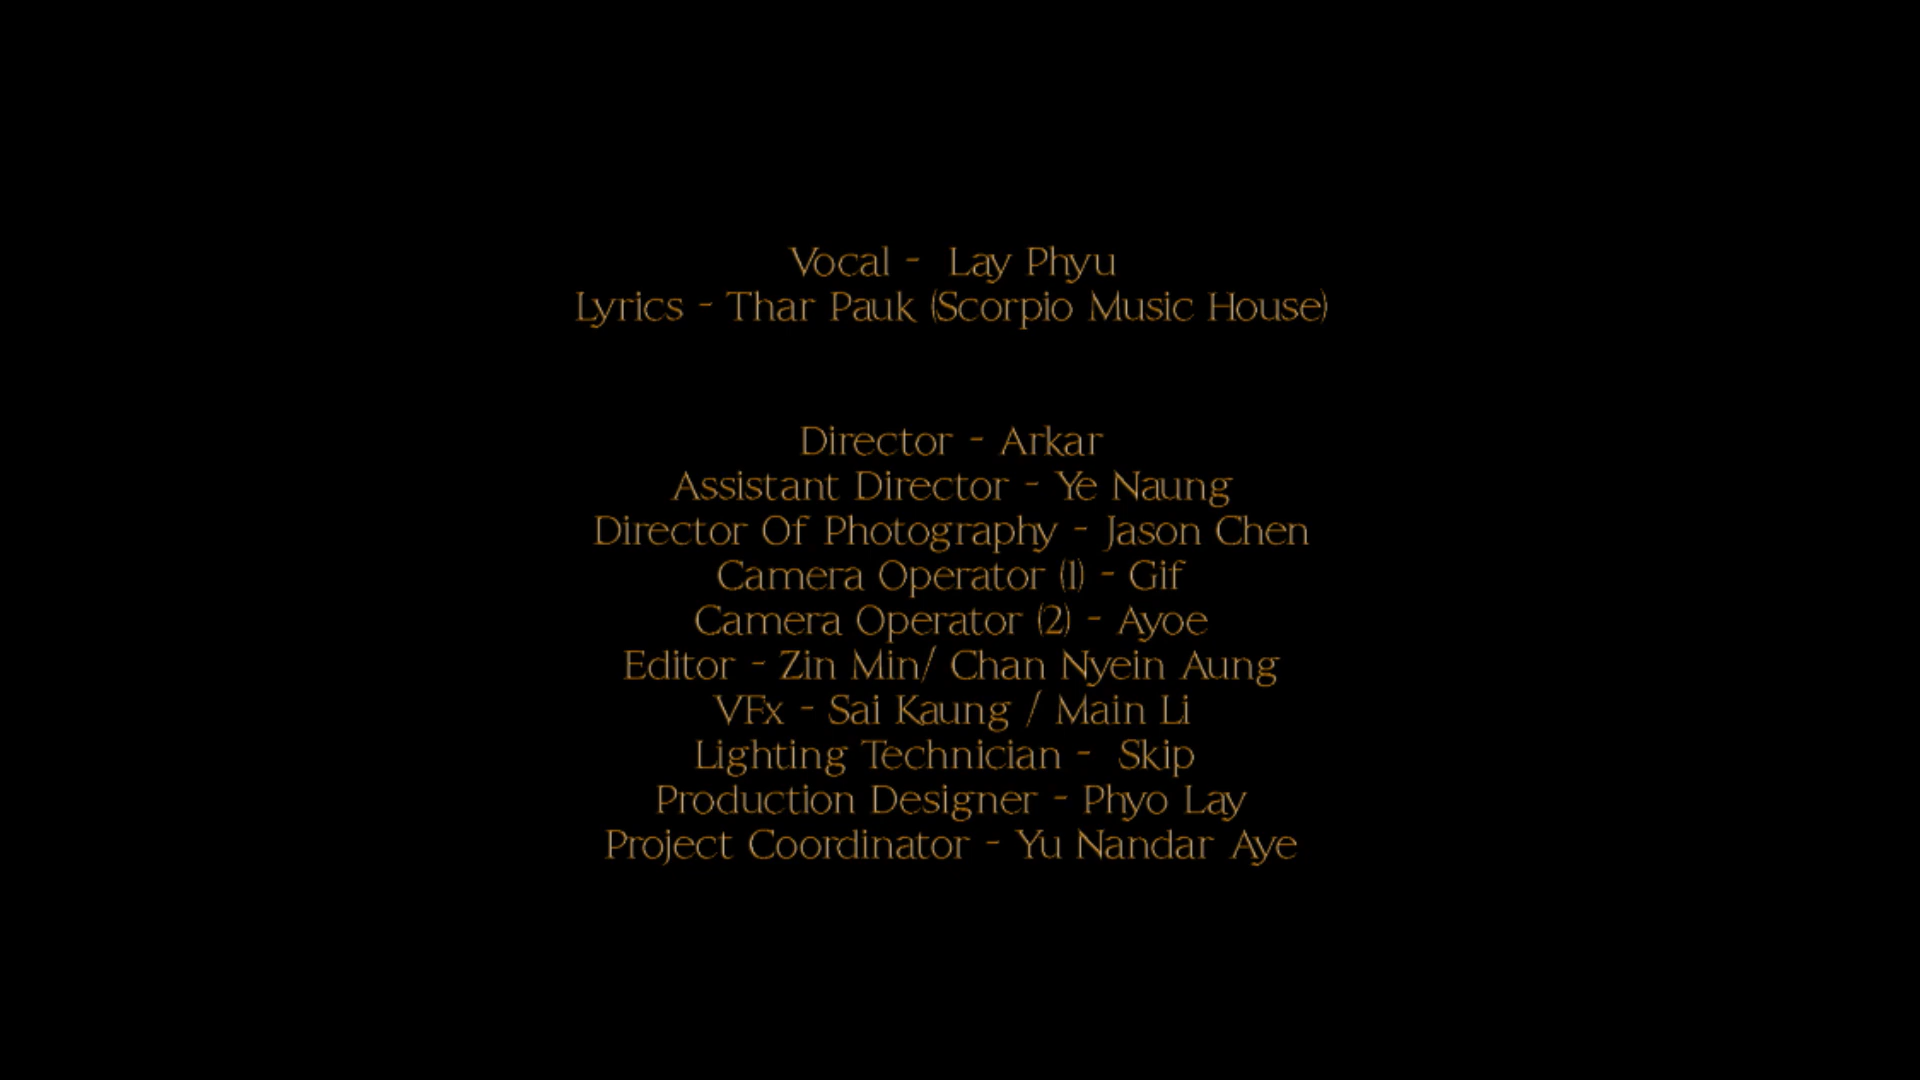 Vocal -  Lay Phyu
Lyrics - Thar Pauk (Scorpio Music House)
Director - Arkar
Assistant Director - Ye Naung
Director Of Photography - Jason Chen
Camera Operator (1) - Gif
Camera Operator (2) - Ayoe
Editor - Zin Min/ Chan Nyein Aung
VFx - Sai Kaung / Main Li
Lighting Technician -  Skip
Production Designer - Phyo Lay
Project Coordinator - Yu Nandar Aye